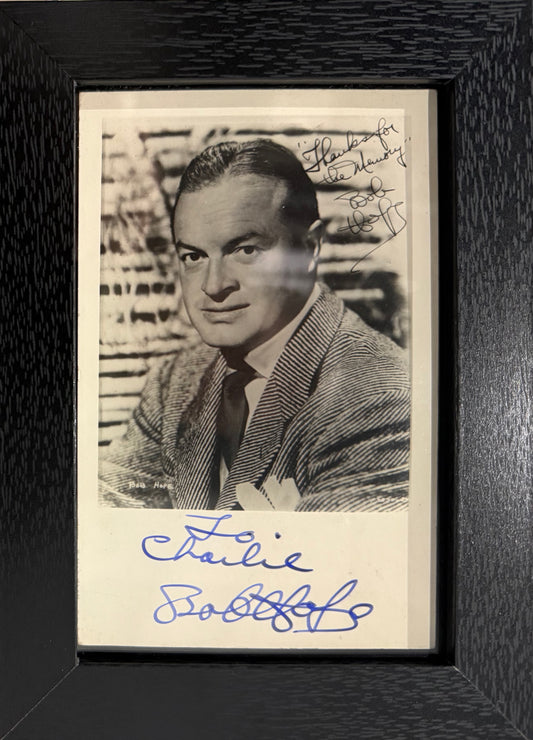 "Thanks for
the Memory"
Bob
Hope
BOB HOPE
To
Charlie
Bob Hope